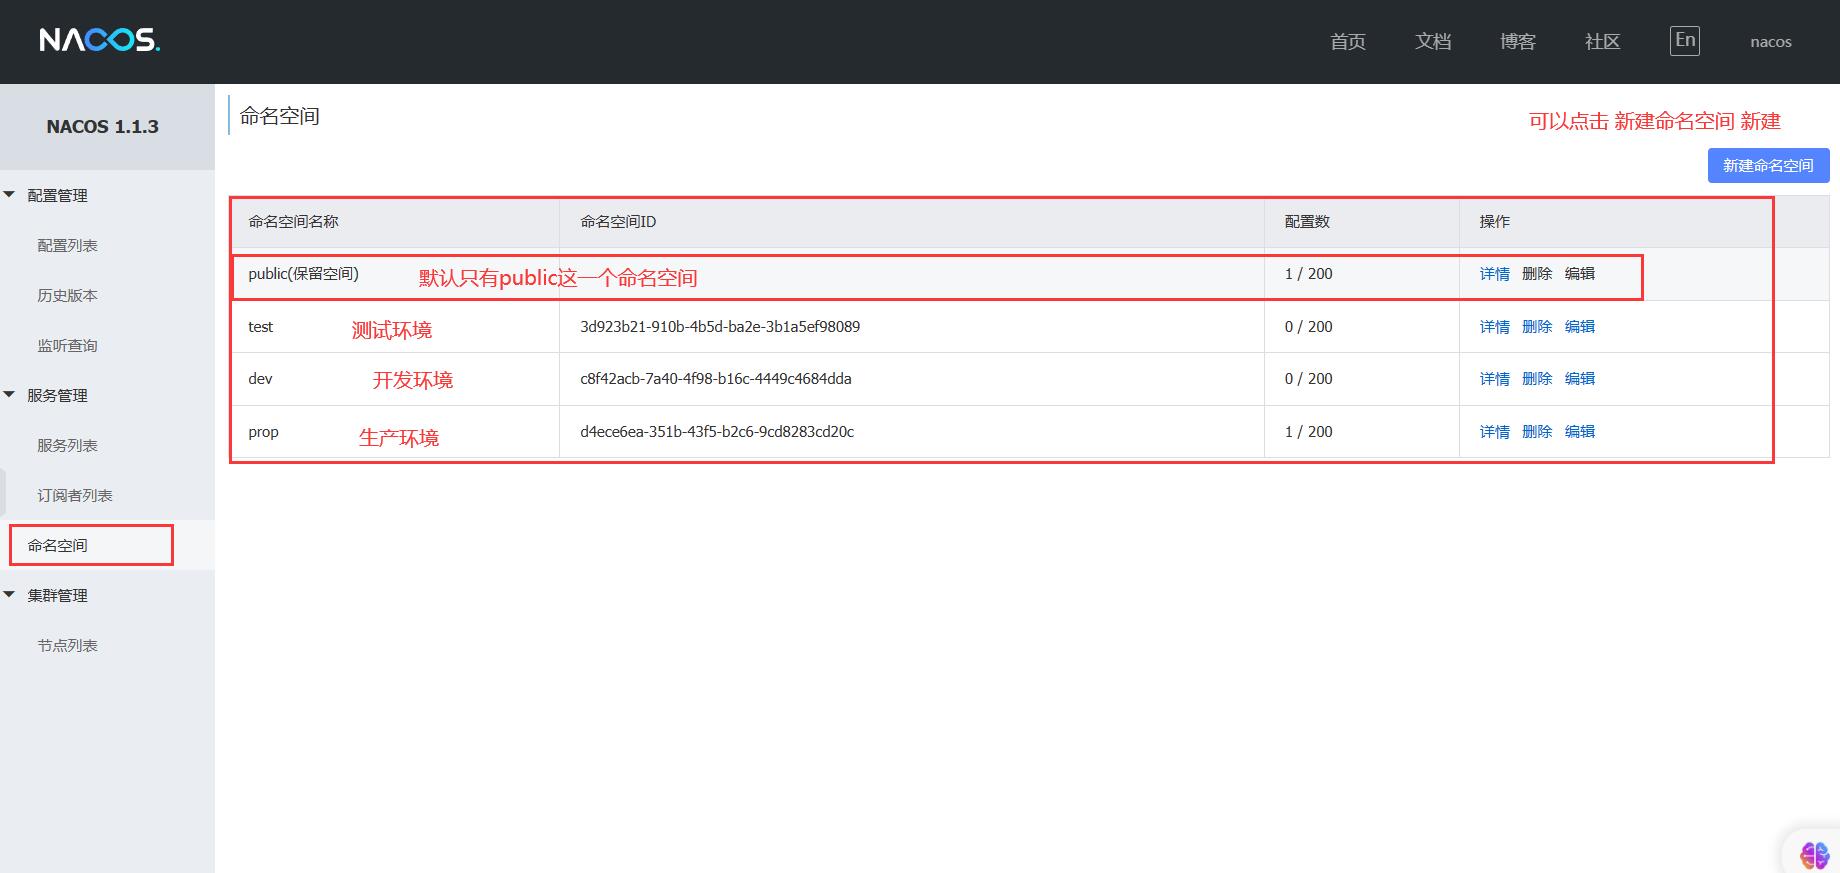 NACOS.
首页 文档 博客 社区 En nacos
NACOS 1.1.3
配置管理
配置列表
历史版本
监听查询
服务管理
服务列表
订阅者列表
命名空间
集群管理
节点列表
命名空间
可以点击 新建命名空间 新建
新建命名空间
命名空间名称 命名空间ID 配置数 操作
public(保留空间) 默认只有public这一个命名空间 1 / 200 详情 删除 编辑
test 测试环境 3d923b21-910b-4b5d-ba2e-3b1a5ef98089 0 / 200 详情 删除 编辑
dev 开发环境 c8f42acb-7a40-4f98-b16c-4449c4684dda 0 / 200 详情 删除 编辑
prop 生产环境 d4ece6ea-351b-43f5-b2c6-9cd8283cd20c 1 / 200 详情 删除 编辑